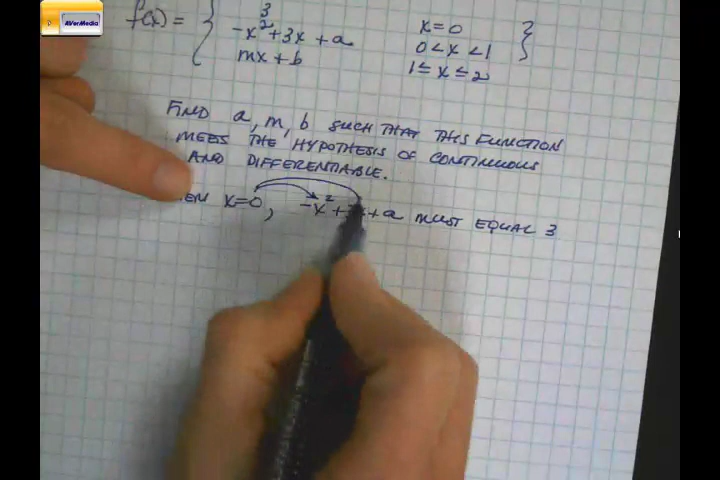 AVerMedia
f(x) = { 3 x=0 }
-x²+3x+a 0<x<1
mx+b 1≤x≤2
FIND a, m, b SUCH THAT THIS FUNCTION
MEETS THE HYPOTHESIS OF CONTINUOUS
AND DIFFERENTIABLE.
x=0, -x²+ +a MUST EQUAL 3